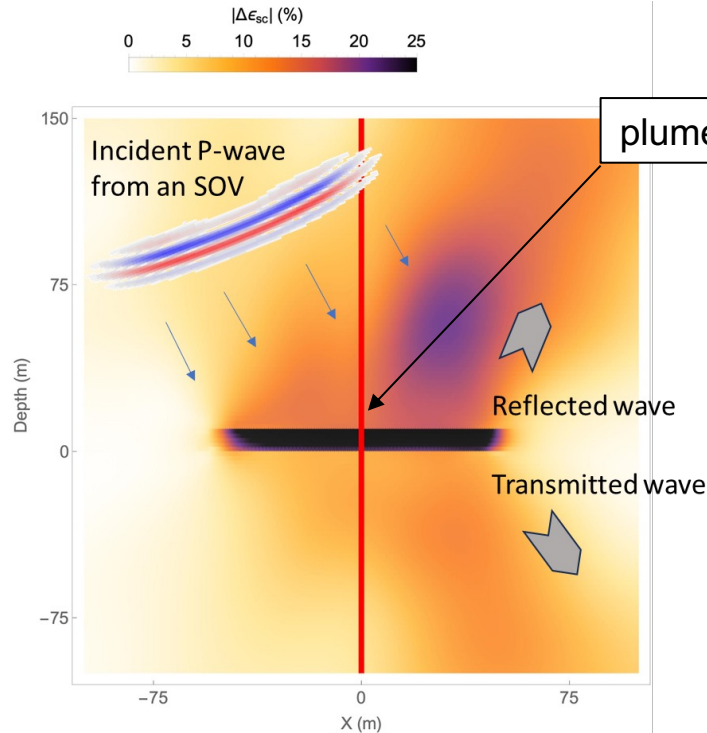 |Δϵsc| (%)
0 5 10 15 20 25
150
Incident P-wave
from an SOV
plume
75
Depth (m)
Reflected wave
0
Transmitted wave
−75
−75 0 75
X (m)